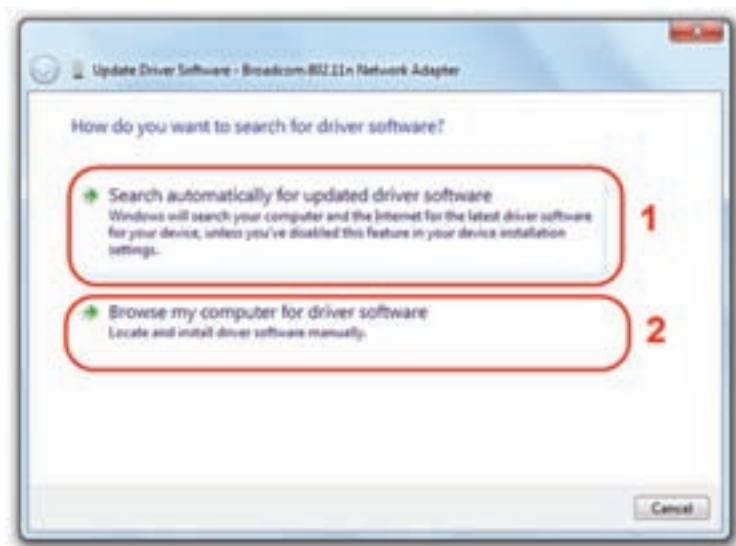 Update Driver Software - Broadcom 802.11n Network Adapter
How do you want to search for driver software?
Search automatically for updated driver software
Windows will search your computer and the Internet for the latest driver software
for your device, unless you've disabled this feature in your device installation
settings.
1
Browse my computer for driver software
Locate and install driver software manually.
2
Cancel